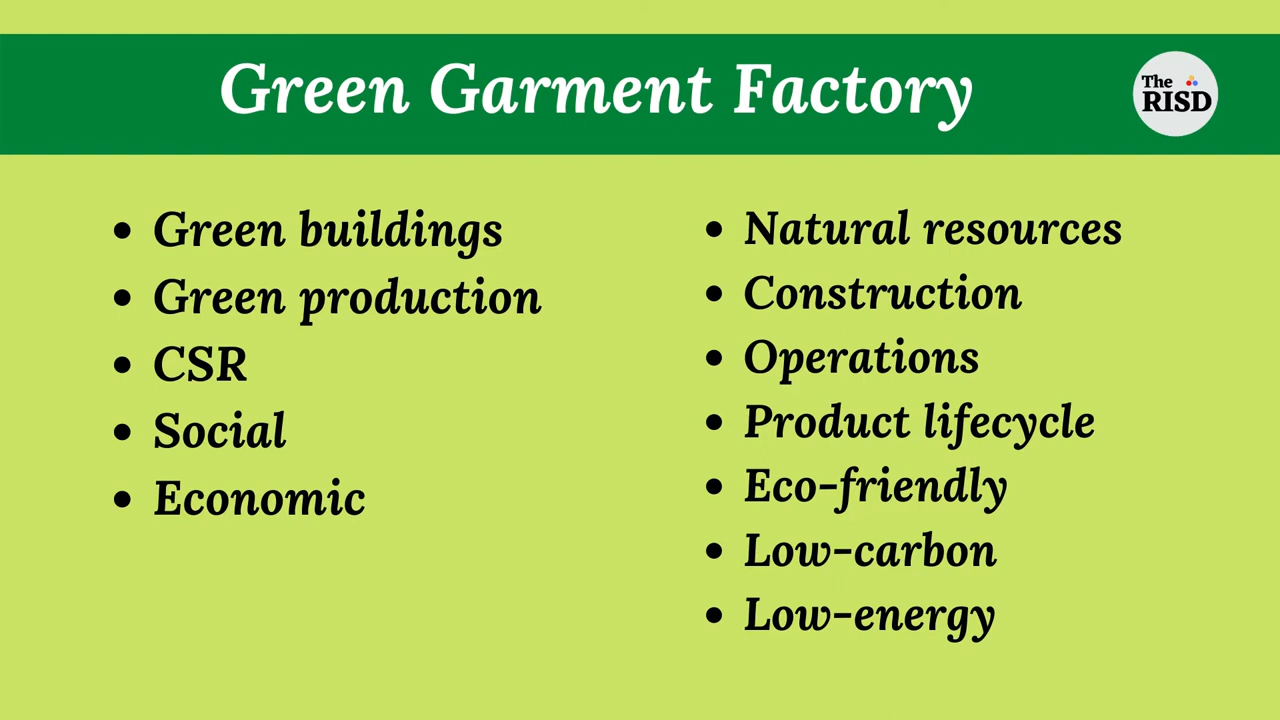 Green Garment Factory
The
RISD
• Green buildings
• Green production
• CSR
• Social
• Economic
• Natural resources
• Construction
• Operations
• Product lifecycle
• Eco-friendly
• Low-carbon
• Low-energy